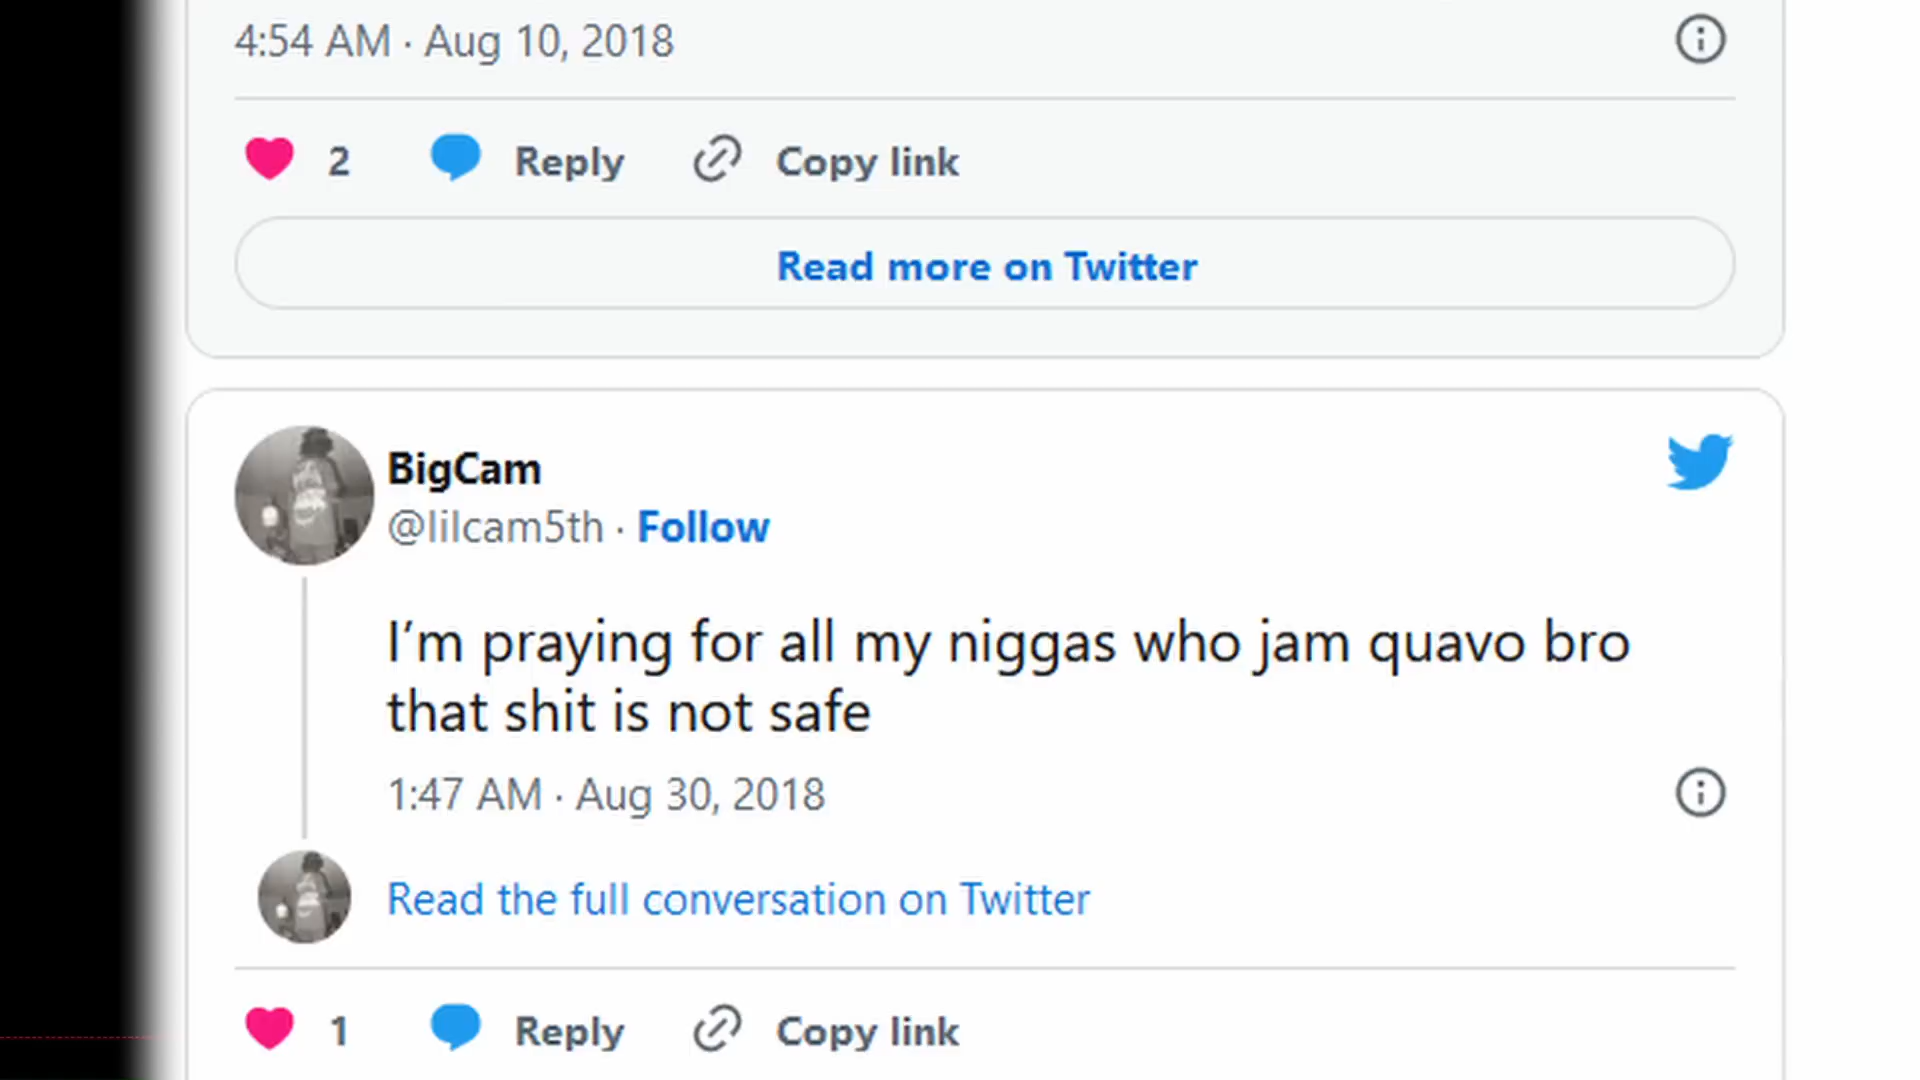 4:54 AM · Aug 10, 2018
2 Reply Copy link
Read more on Twitter
BigCam
@lilcam5th · Follow
I’m praying for all my niggas who jam quavo bro
that shit is not safe
1:47 AM · Aug 30, 2018
Read the full conversation on Twitter
1 Reply Copy link